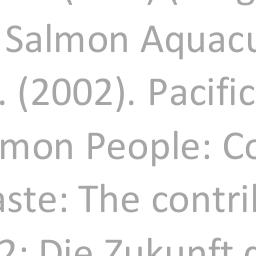 Salmon Aquacu
. (2002). Pacific
mon People: Co
aste: The contril
2: Die Zukunft